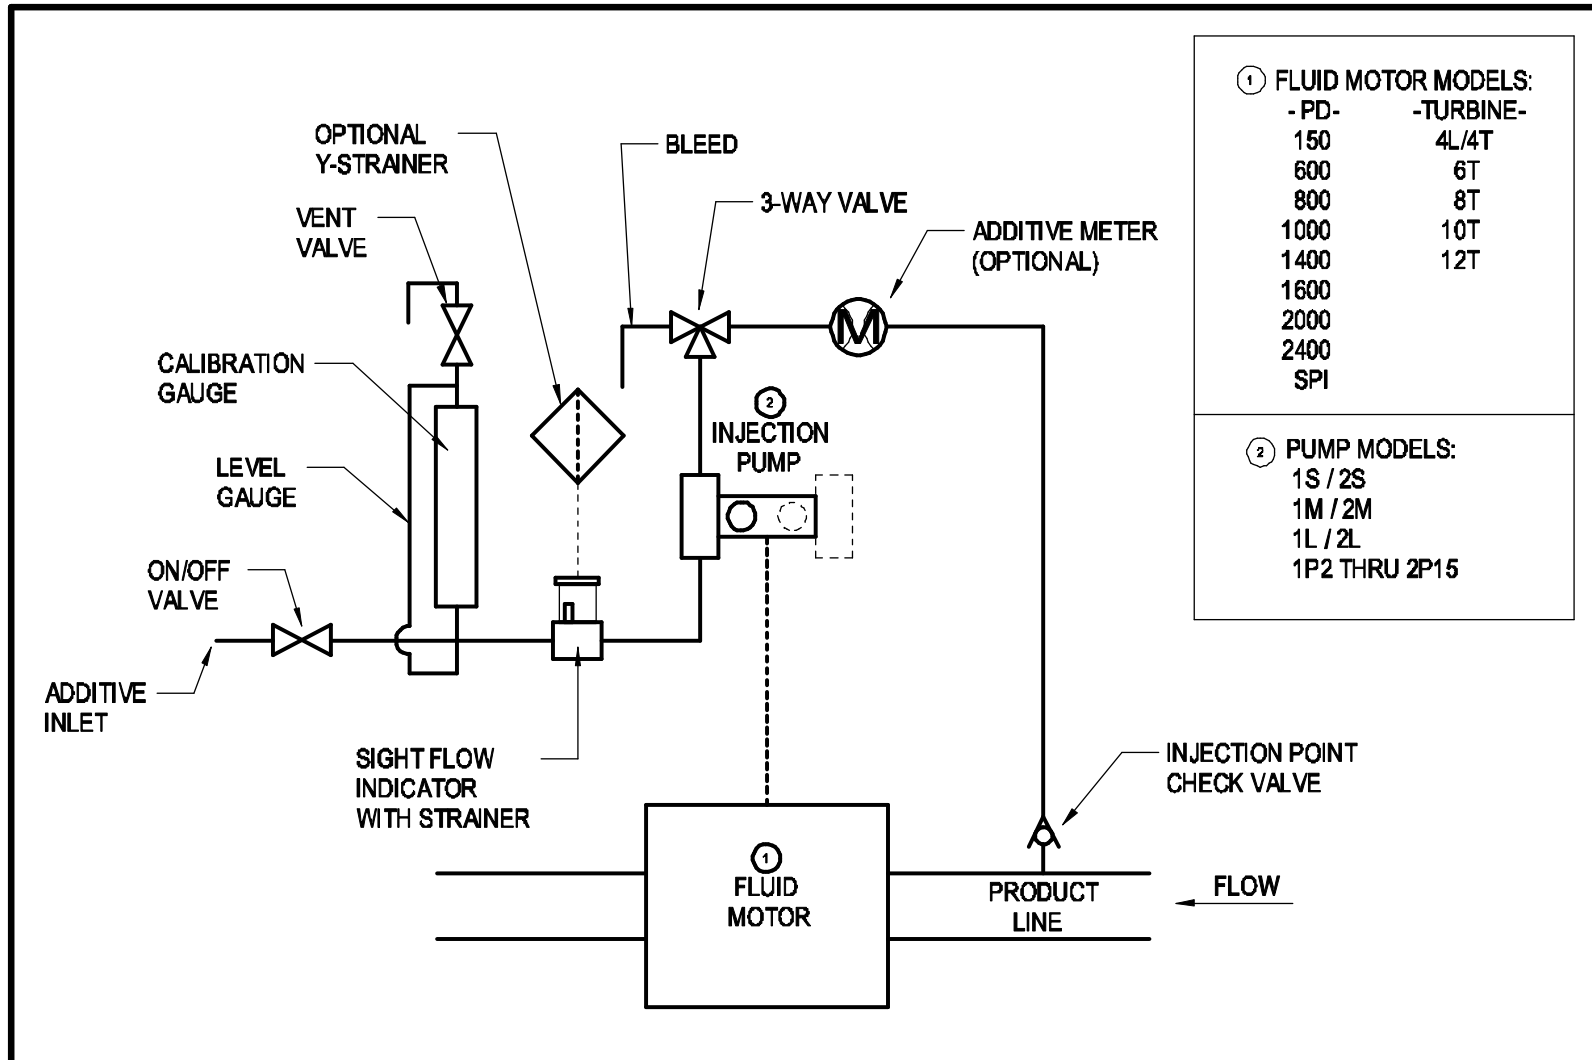 OPTIONAL
Y-STRAINER
BLEED
3-WAY VALVE
VENT
VALVE
ADDITIVE METER
(OPTIONAL)
M
CALIBRATION
GAUGE
2
INJECTION
PUMP
LEVEL
GAUGE
ON/OFF
VALVE
ADDITIVE
INLET
SIGHT FLOW
INDICATOR
WITH STRAINER
INJECTION POINT
CHECK VALVE
1
FLUID
MOTOR
PRODUCT
LINE
FLOW
1 FLUID MOTOR MODELS:
- PD- -TURBINE-
150 4L/4T
600 6T
800 8T
1000 10T
1400 12T
1600
2000
2400
SPI
2 PUMP MODELS:
1S / 2S
1M / 2M
1L / 2L
1P2 THRU 2P15